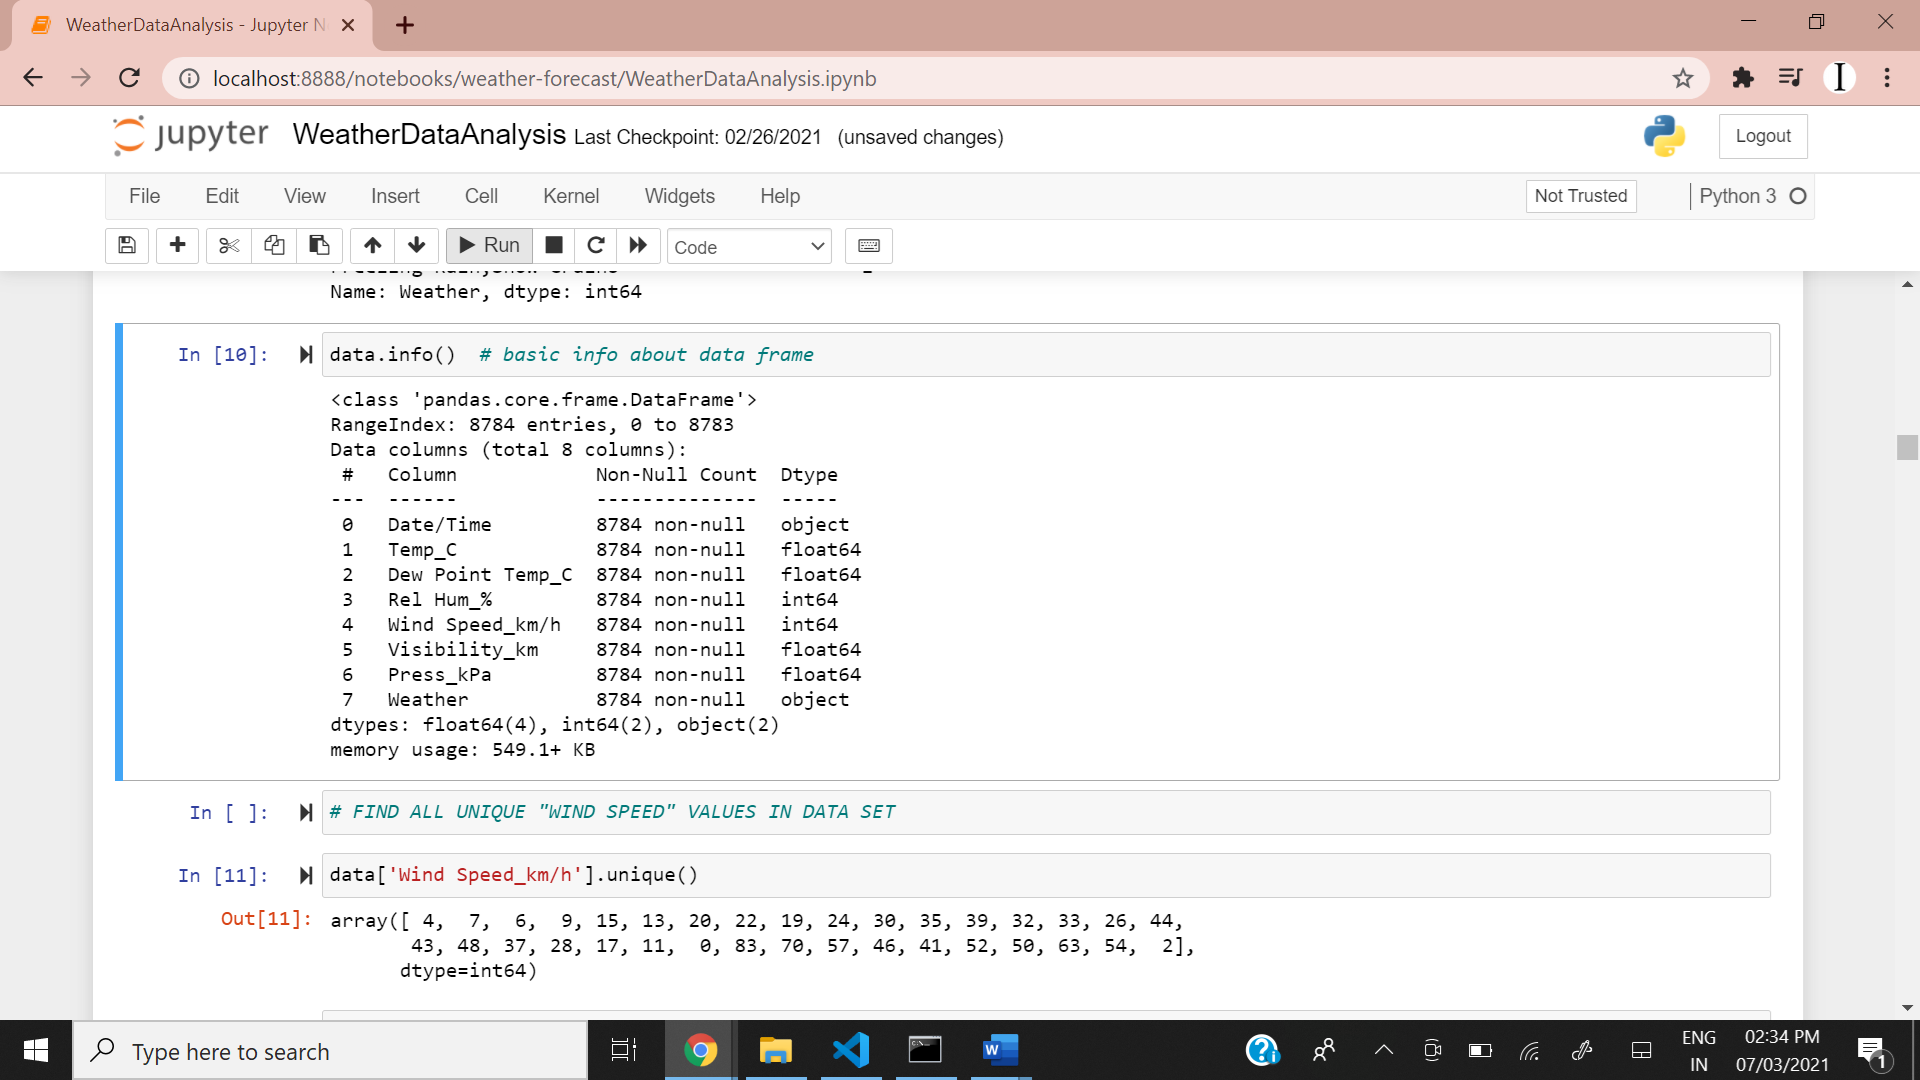 WeatherDataAnalysis - Jupyter N
localhost:8888/notebooks/weather-forecast/WeatherDataAnalysis.ipynb
I
jupyter WeatherDataAnalysis Last Checkpoint: 02/26/2021 (unsaved changes)
Logout
File Edit View Insert Cell Kernel Widgets Help
Not Trusted
Python 3
Run
Code
Name: Weather, dtype: int64
In [10]: data.info()  # basic info about data frame
<class 'pandas.core.frame.DataFrame'>
RangeIndex: 8784 entries, 0 to 8783
Data columns (total 8 columns):
 #   Column            Non-Null Count  Dtype
---  ------            --------------  -----
 0   Date/Time         8784 non-null   object
 1   Temp_C            8784 non-null   float64
 2   Dew Point Temp_C  8784 non-null   float64
 3   Rel Hum_%         8784 non-null   int64
 4   Wind Speed_km/h   8784 non-null   int64
 5   Visibility_km     8784 non-null   float64
 6   Press_kPa         8784 non-null   float64
 7   Weather           8784 non-null   object
dtypes: float64(4), int64(2), object(2)
memory usage: 549.1+ KB
In [ ]: # FIND ALL UNIQUE "WIND SPEED" VALUES IN DATA SET
In [11]: data['Wind Speed_km/h'].unique()
Out[11]: array([ 4,  7,  6,  9, 15, 13, 20, 22, 19, 24, 30, 35, 39, 32, 33, 26, 44,
       43, 48, 37, 28, 17, 11,  0, 83, 70, 57, 46, 41, 52, 50, 63, 54,  2],
      dtype=int64)
Type here to search
ENG
IN
02:34 PM
07/03/2021
1